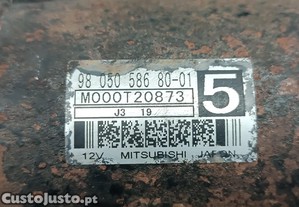 98 050 586 80-01
M000T20873
5
J3 19
12V MITSUBISHI JAPAN
CustoJusto.pt